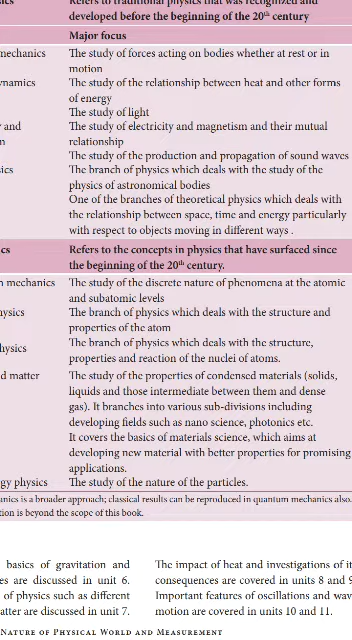 sics Refers to traditional physics that was recognized and
developed before the beginning of the 20th century
Major focus
mechanics The study of forces acting on bodies whether at rest or in
motion
ynamics The study of the relationship between heat and other forms
of energy
The study of light
y and The study of electricity and magnetism and their mutual
m relationship
The study of the production and propagation of sound waves
sics The branch of physics which deals with the study of the
physics of astronomical bodies
One of the branches of theoretical physics which deals with
the relationship between space, time and energy particularly
with respect to objects moving in different ways .
ics Refers to the concepts in physics that have surfaced since
the beginning of the 20th century.
m mechanics The study of the discrete nature of phenomena at the atomic
and subatomic levels
hysics The branch of physics which deals with the structure and
properties of the atom
physics The branch of physics which deals with the structure,
properties and reaction of the nuclei of atoms.
d matter The study of the properties of condensed materials (solids,
liquids and those intermediate between them and dense
gas). It branches into various sub-divisions including
developing fields such as nano science, photonics etc.
It covers the basics of materials science, which aims at
developing new material with better properties for promising
applications.
gy physics The study of the nature of the particles.
anics is a broader approach; classical results can be reproduced in quantum mechanics also.
tion is beyond the scope of this book.
basics of gravitation and
es are discussed in unit 6.
of physics such as different
atter are discussed in unit 7.
The impact of heat and investigations of it
consequences are covered in units 8 and 9
Important features of oscillations and wav
motion are covered in units 10 and 11.
Nature of Physical World and Measurement